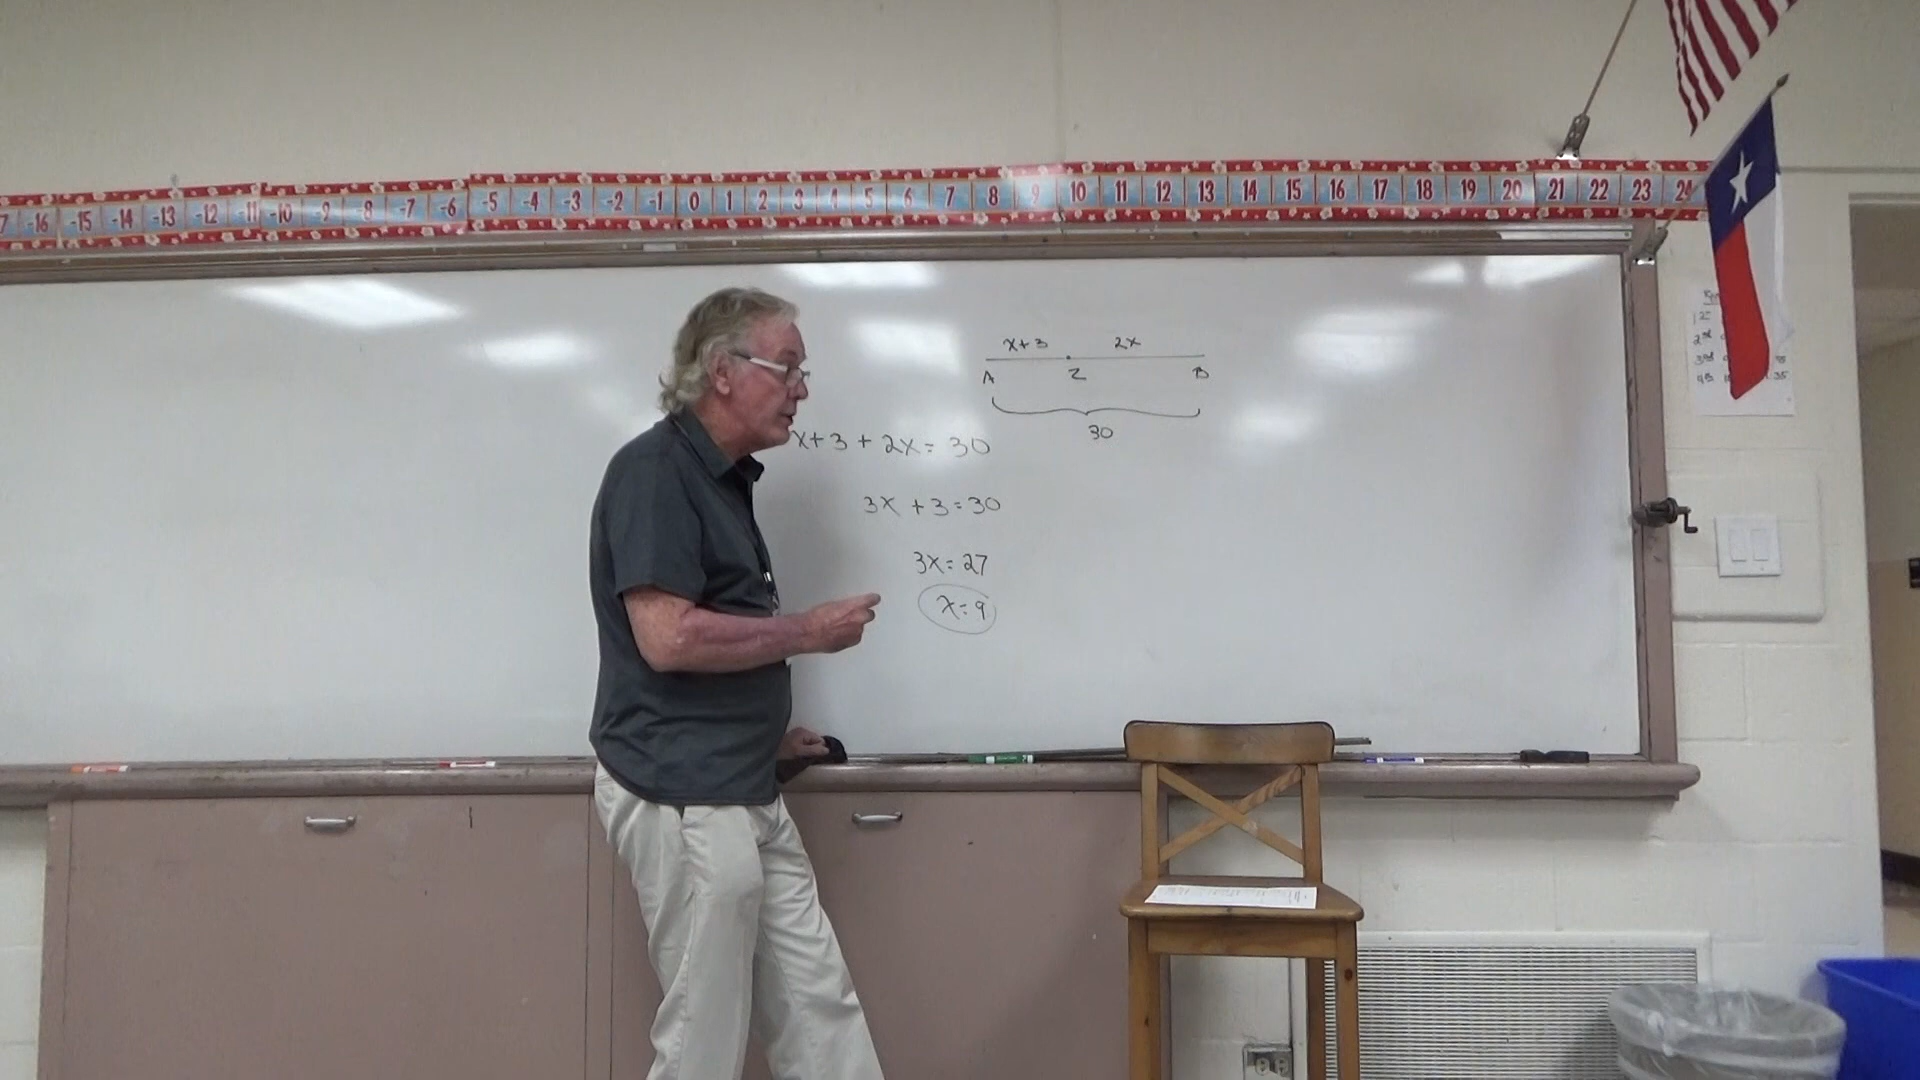 -16 -15 -14 -13 -12 -11 -10 -9 -8 -7 -6 -5 -4 -3 -2 -1 0 1 2 3 4 5 6 7 8 9 10 11 12 13 14 15 16 17 18 19 20 21 22 23 24
x+3 2x
A Z B
30
x+3+2x=30
3x+3=30
3x=27
x=9